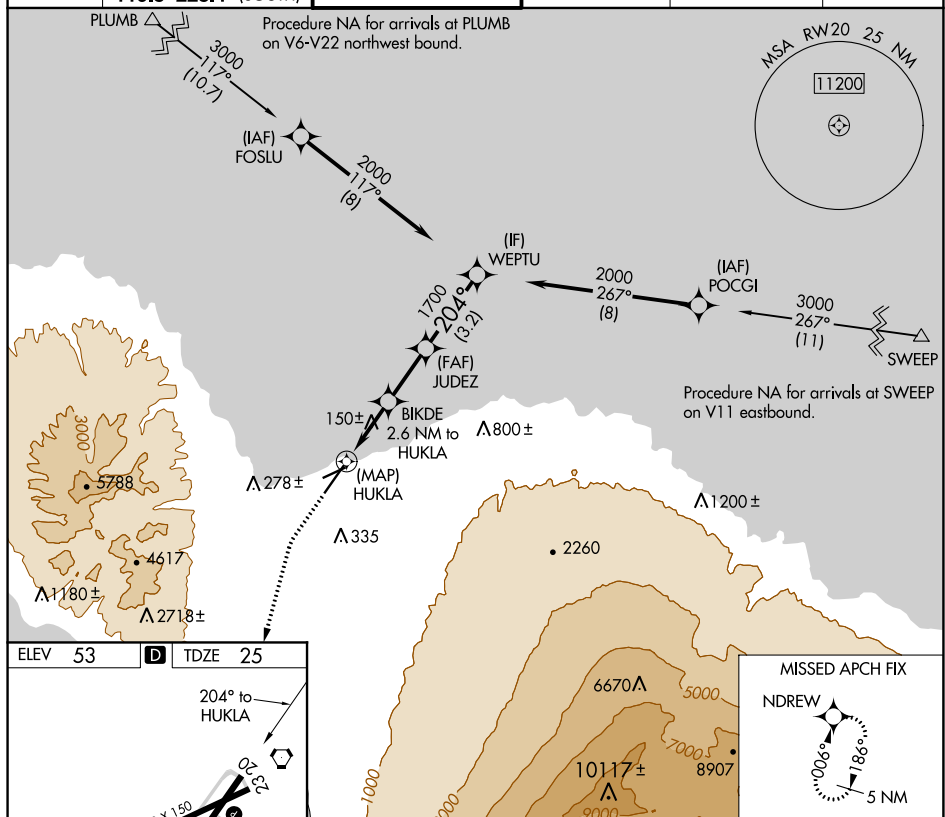 PLUMB
Procedure NA for arrivals at PLUMB
on V6-V22 northwest bound.
3000
117°
(10.7)
MSA RW20 25 NM
11200
(IAF)
FOSLU
2000
117°
(8)
(IF)
WEPTU
2000
267°
(8)
(IAF)
POCGI
3000
267°
(11)
SWEEP
1700
204°
(3.2)
(FAF)
JUDEZ
Procedure NA for arrivals at SWEEP
on V11 eastbound.
BIKDE
2.6 NM to
HUKLA
150±
800±
3000
(MAP)
HUKLA
278±
5788
1200±
335
2260
4617
1180±
2718±
ELEV 53
D
TDZE 25
204° to
HUKLA
23 20
X 150
1000
6670
5000
7000
8907
10117±
9000
MISSED APCH FIX
NDREW
006°
186°
5 NM